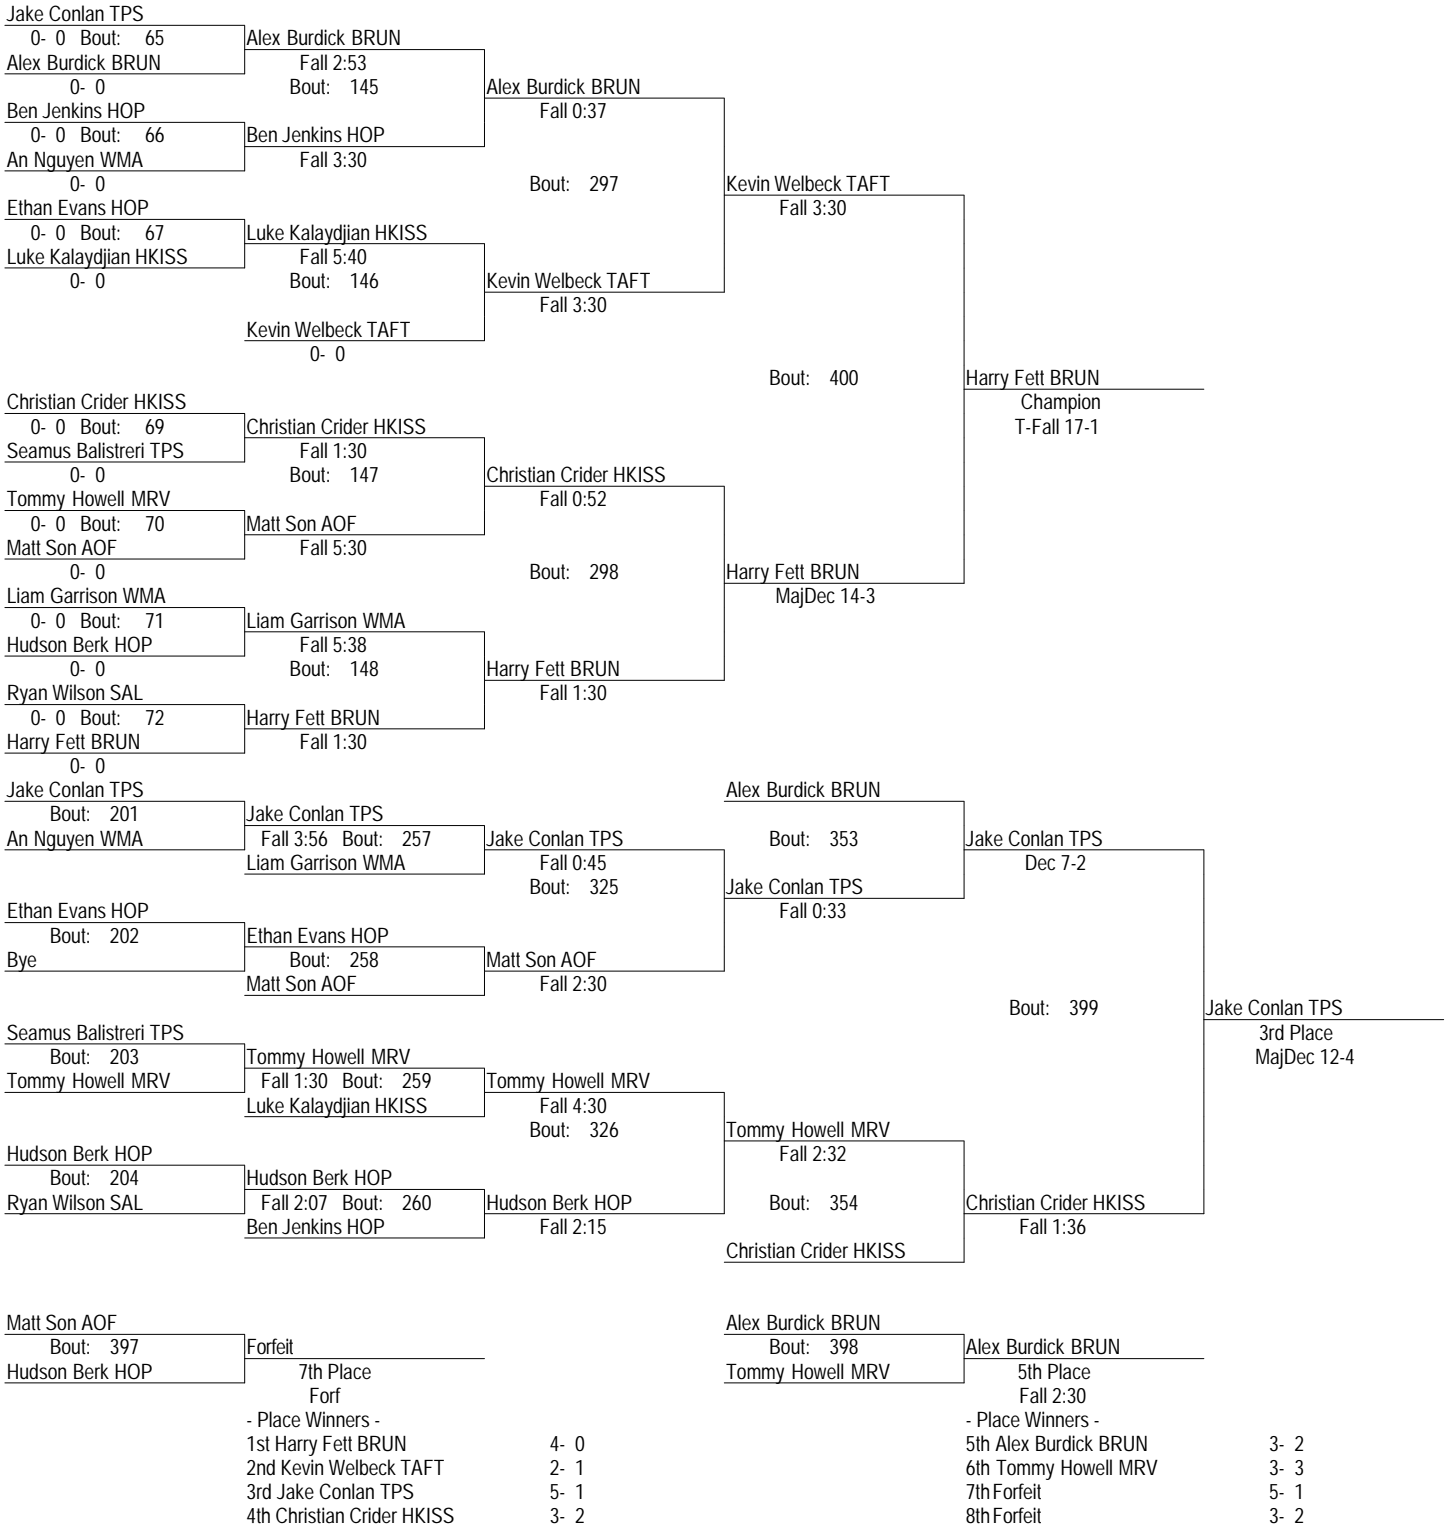 Jake Conlan TPS
0- 0 Bout: 65 Alex Burdick BRUN
Alex Burdick BRUN Fall 2:53
0- 0 Bout: 145 Alex Burdick BRUN
Ben Jenkins HOP Fall 0:37
0- 0 Bout: 66 Ben Jenkins HOP
An Nguyen WMA Fall 3:30
0- 0 Bout: 297 Kevin Welbeck TAFT
Ethan Evans HOP Fall 3:30
0- 0 Bout: 67 Luke Kalaydjian HKISS
Luke Kalaydjian HKISS Fall 5:40
0- 0 Bout: 146 Kevin Welbeck TAFT
Fall 3:30
Kevin Welbeck TAFT
0- 0
Bout: 400 Harry Fett BRUN
Christian Crider HKISS Champion
0- 0 Bout: 69 Christian Crider HKISS T-Fall 17-1
Seamus Balistreri TPS Fall 1:30
0- 0 Bout: 147 Christian Crider HKISS
Tommy Howell MRV Fall 0:52
0- 0 Bout: 70 Matt Son AOF
Matt Son AOF Fall 5:30
0- 0 Bout: 298 Harry Fett BRUN
Liam Garrison WMA MajDec 14-3
0- 0 Bout: 71 Liam Garrison WMA
Hudson Berk HOP Fall 5:38
0- 0 Bout: 148 Harry Fett BRUN
Ryan Wilson SAL Fall 1:30
0- 0 Bout: 72 Harry Fett BRUN
Harry Fett BRUN Fall 1:30
0- 0
Jake Conlan TPS Alex Burdick BRUN
Bout: 201 Jake Conlan TPS
An Nguyen WMA Fall 3:56 Bout: 257 Jake Conlan TPS Bout: 353 Jake Conlan TPS
Liam Garrison WMA Fall 0:45 Dec 7-2
Bout: 325 Jake Conlan TPS
Ethan Evans HOP Fall 0:33
Bout: 202 Ethan Evans HOP
Bye Bout: 258 Matt Son AOF
Matt Son AOF Fall 2:30
Bout: 399 Jake Conlan TPS
Seamus Balistreri TPS 3rd Place
Bout: 203 Tommy Howell MRV MajDec 12-4
Tommy Howell MRV Fall 1:30 Bout: 259 Tommy Howell MRV
Luke Kalaydjian HKISS Fall 4:30
Bout: 326 Tommy Howell MRV
Hudson Berk HOP Fall 2:32
Bout: 204 Hudson Berk HOP
Ryan Wilson SAL Fall 2:07 Bout: 260 Hudson Berk HOP Bout: 354 Christian Crider HKISS
Ben Jenkins HOP Fall 2:15 Fall 1:36
Christian Crider HKISS
Matt Son AOF Alex Burdick BRUN
Bout: 397 Forfeit Bout: 398 Alex Burdick BRUN
Hudson Berk HOP 7th Place Tommy Howell MRV 5th Place
Forf Fall 2:30
- Place Winners - - Place Winners -
1st Harry Fett BRUN 4- 0 5th Alex Burdick BRUN 3- 2
2nd Kevin Welbeck TAFT 2- 1 6th Tommy Howell MRV 3- 3
3rd Jake Conlan TPS 5- 1 7th Forfeit 5- 1
4th Christian Crider HKISS 3- 2 8th Forfeit 3- 2